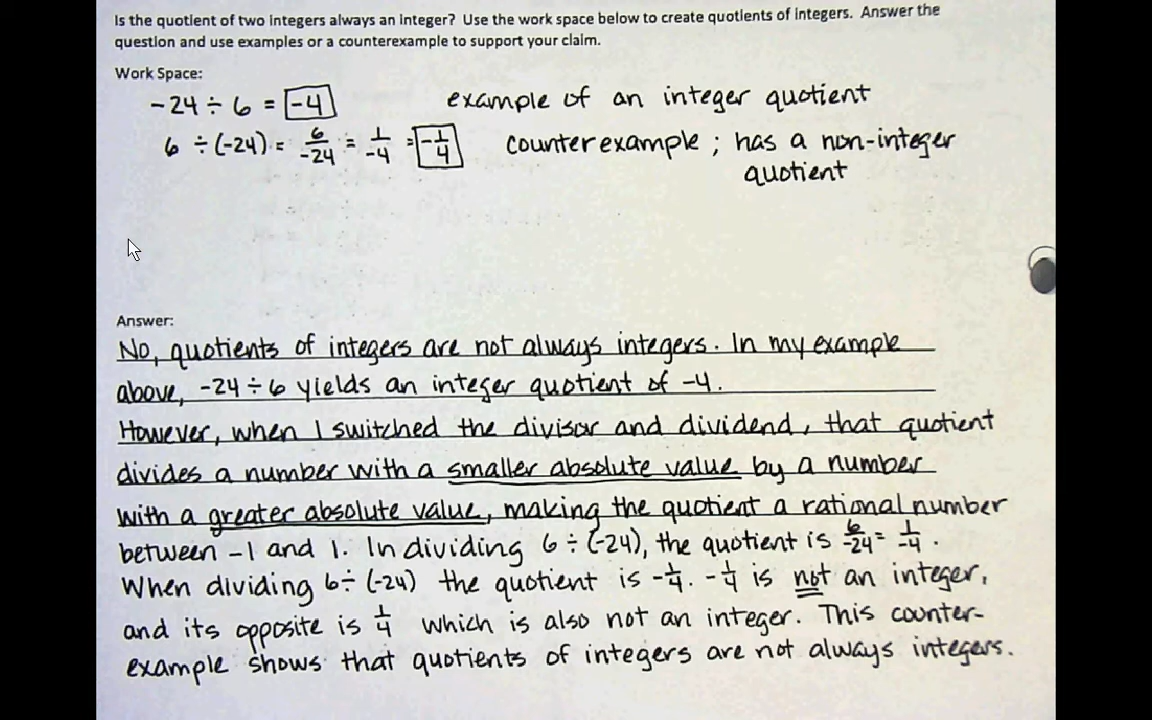 Is the quotient of two integers always an integer? Use the work space below to create quotients of integers. Answer the
question and use examples or a counterexample to support your claim.
Work Space:
-24 ÷ 6 = -4 example of an integer quotient
6 ÷ (-24) = 6/-24 = 1/-4 = -1/4 counterexample ; has a non-integer
quotient
Answer:
No, quotients of integers are not always integers. In my example
above, -24 ÷ 6 yields an integer quotient of -4.
However, when I switched the divisor and dividend, that quotient
divides a number with a smaller absolute value by a number
with a greater absolute value, making the quotient a rational number
between -1 and 1. In dividing 6 ÷ (-24), the quotient is 6/-24 = 1/-4.
When dividing 6 ÷ (-24) the quotient is -1/4. -1/4 is not an integer,
and its opposite is 1/4 which is also not an integer. This counter-
example shows that quotients of integers are not always integers.